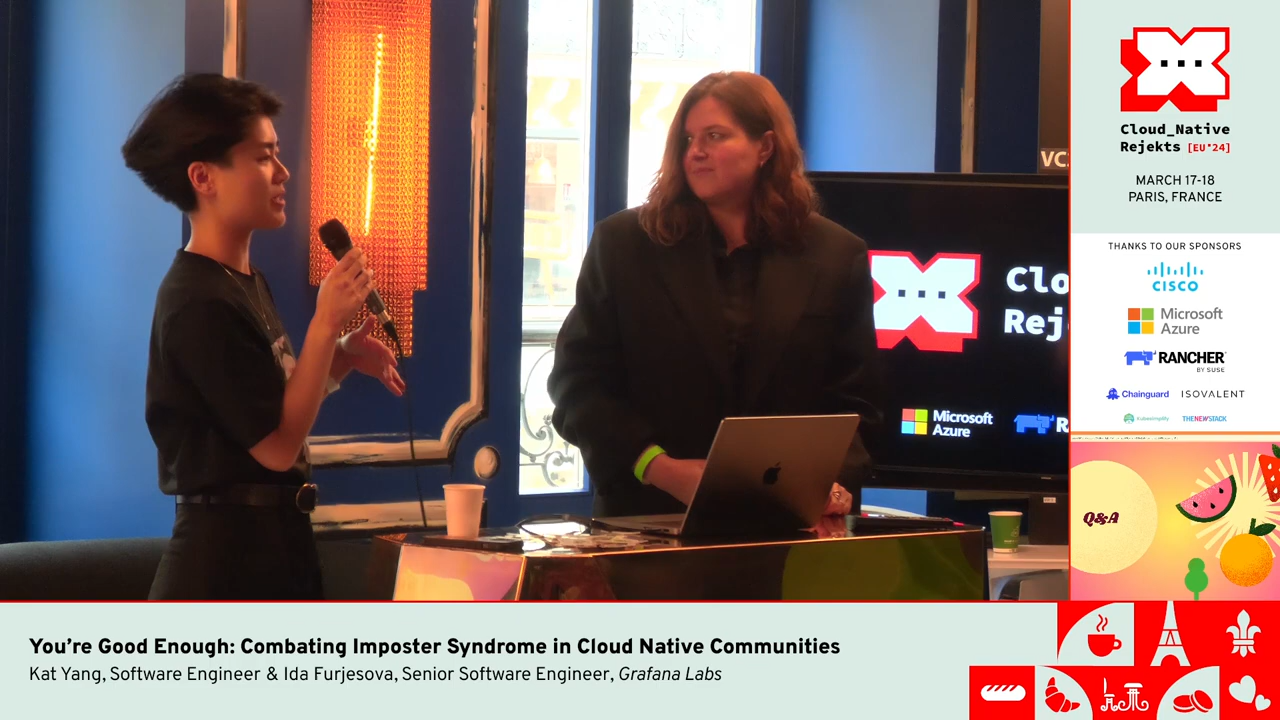 Cloud_Native
Rejekts [EU'24]
MARCH 17-18
PARIS, FRANCE
THANKS TO OUR SPONSORS
CISCO
Microsoft
Azure
RANCHER
BY SUSE
Chainguard ISOVALENT
kubesimplify THENEWSTACK
Q&A
VC
Clo
Rej
Microsoft
Azure
R
You're Good Enough: Combating Imposter Syndrome in Cloud Native Communities
Kat Yang, Software Engineer & Ida Furjesova, Senior Software Engineer, Grafana Labs